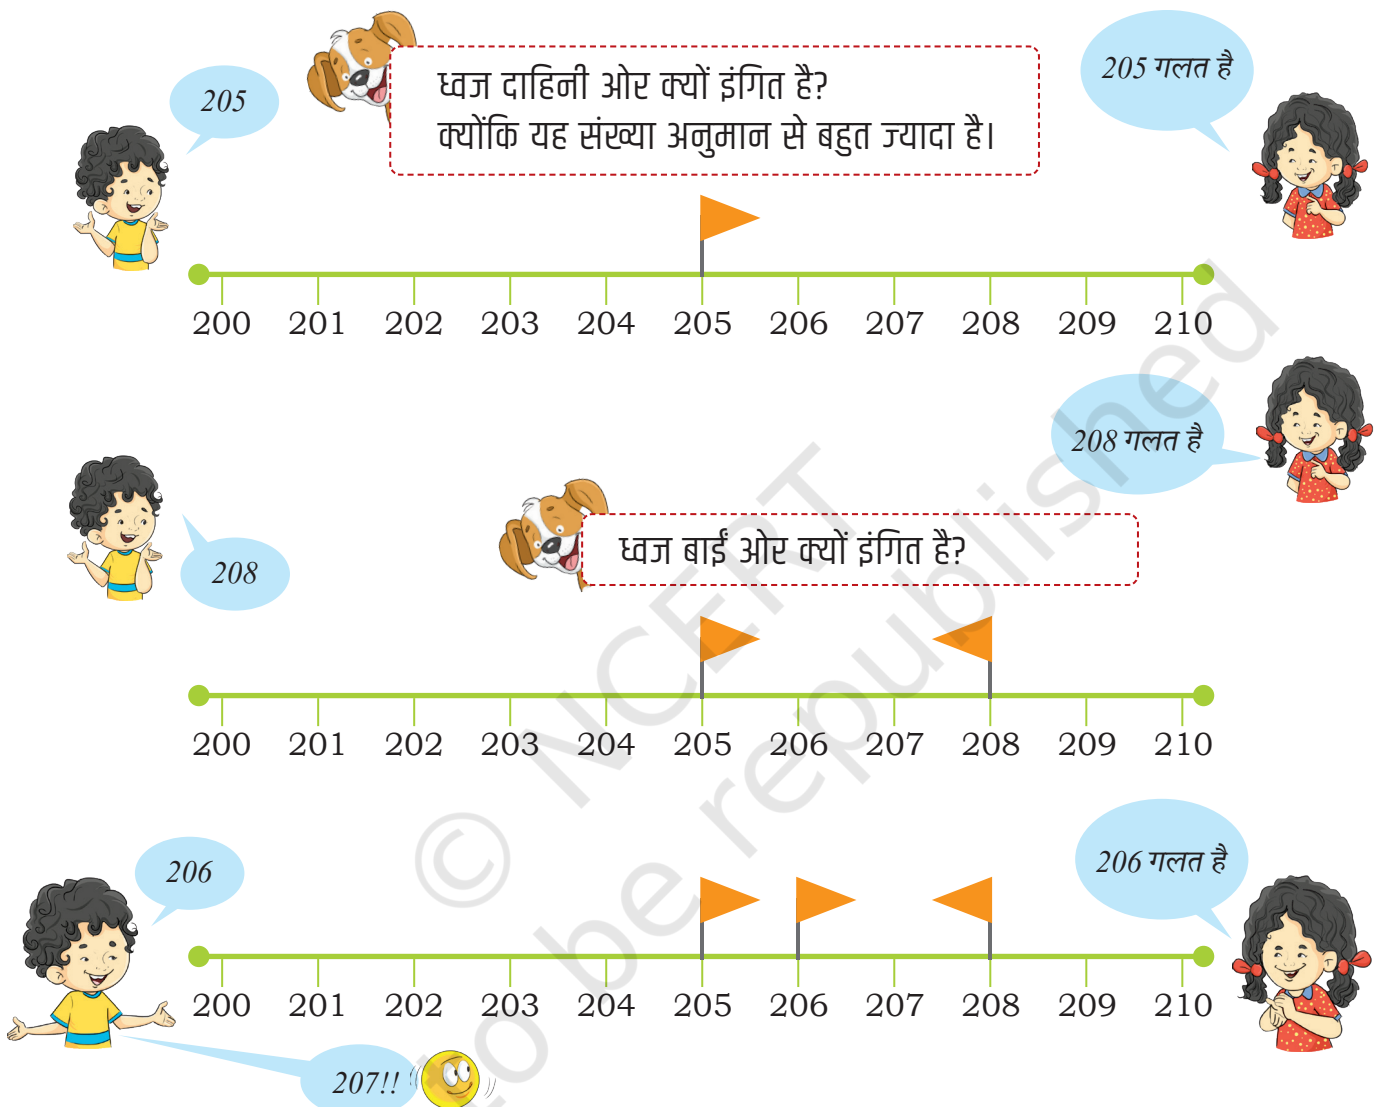 205
ध्वज दाहिनी ओर क्यों इंगित है?
क्योंकि यह संख्या अनुमान से बहुत ज्यादा है।
205 गलत है
200 201 202 203 204 205 206 207 208 209 210
208 गलत है
208
ध्वज बाईं ओर क्यों इंगित है?
200 201 202 203 204 205 206 207 208 209 210
206
206 गलत है
200 201 202 203 204 205 206 207 208 209 210
207!!
© NCERT
to be republished